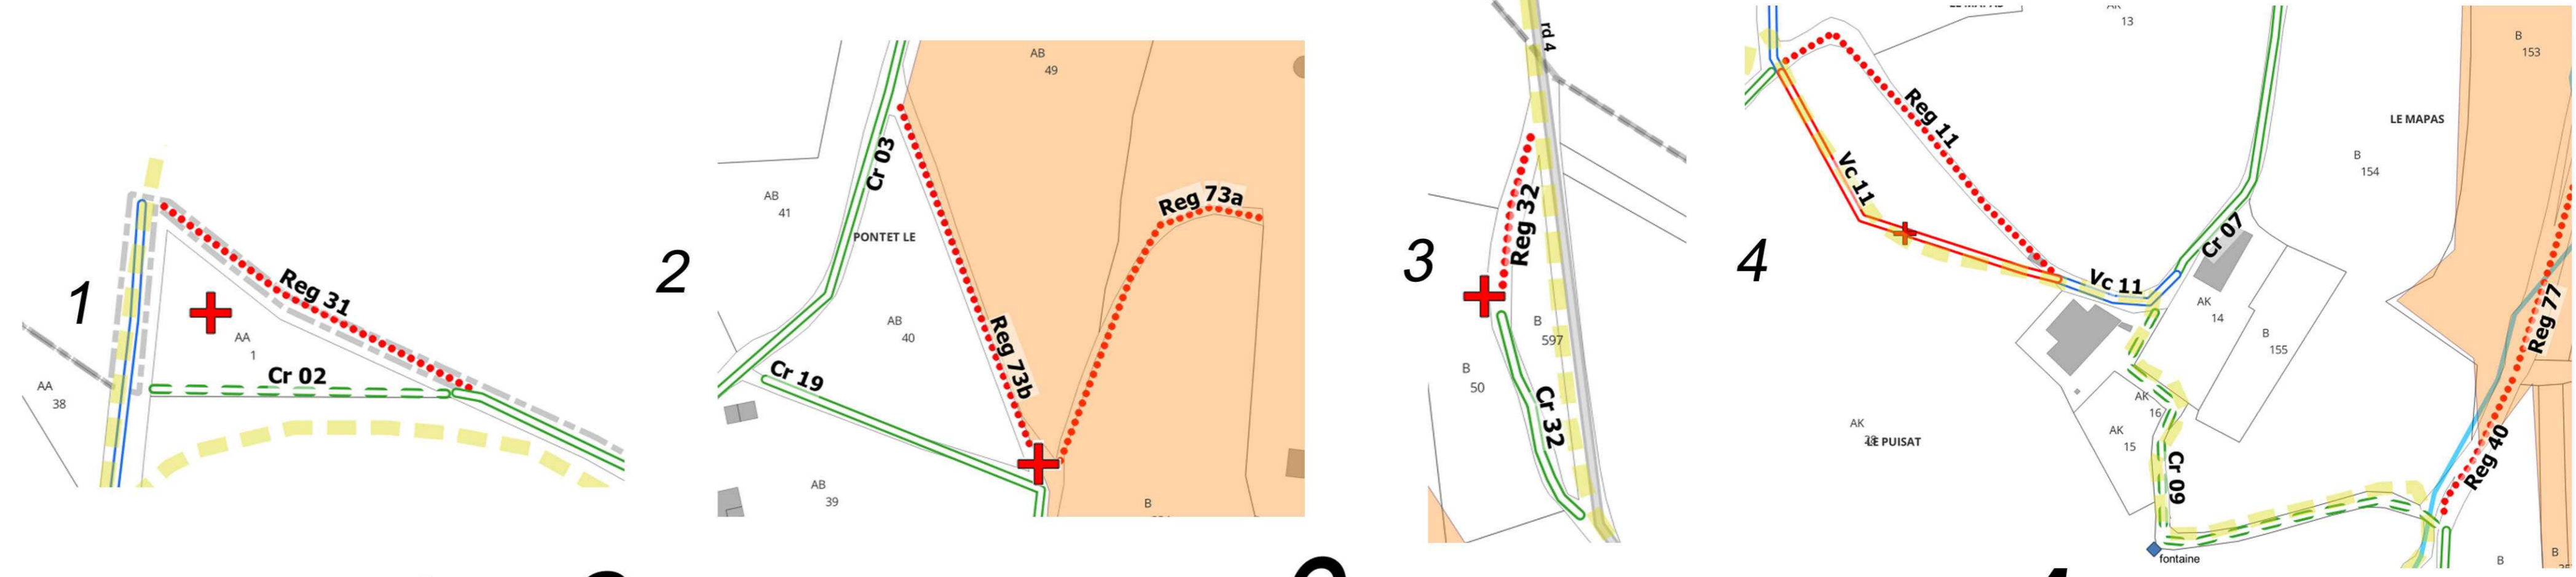 1
Reg 31
AA
1
Cr 02
AA
38
2
AB
49
Cr 03
AB
41
Reg 73a
PONTET LE
AB
40
Reg 73b
Cr 19
AB
39
B
3
rd 4
Reg 32
B
597
B
50
Cr 32
4
13
B
153
Reg 11
LE MAPAS
B
154
Vc 11
Cr 07
Vc 11
AK
14
B
155
Reg 77
AK
16
AK
15
AK
LE PUISAT
Reg 40
Cr 09
fontaine
B
B